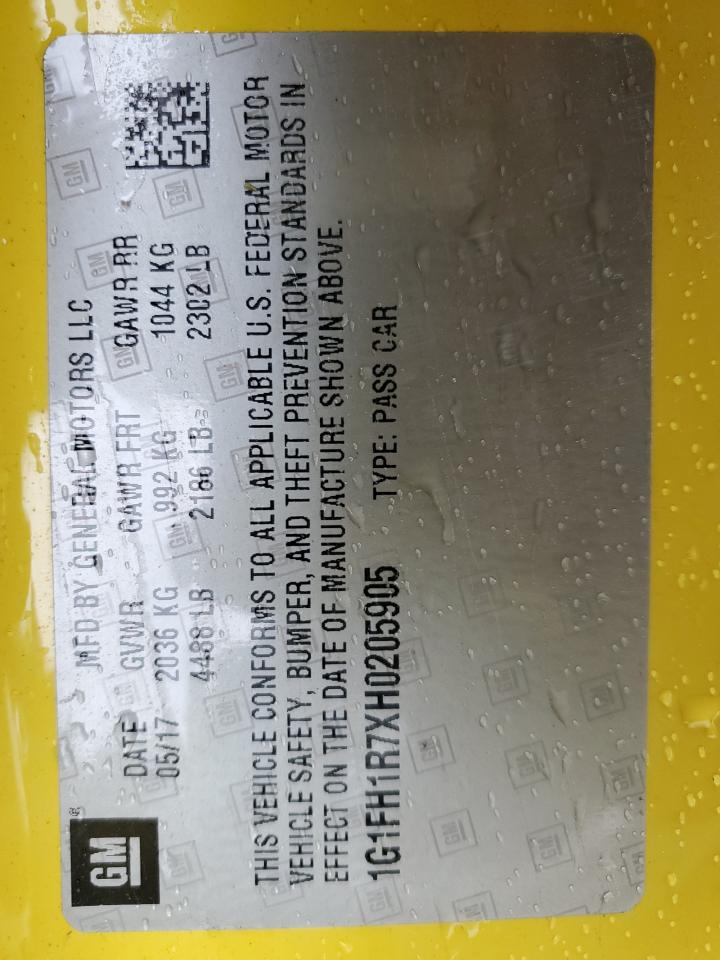 GM
MFD BY GENERAL MOTORS LLC
DATE GVWR GAWR FRT GAWR RR
05/17 2036 KG 992 KG 1044 KG
4488 LB 2186 LB 2302 LB
THIS VEHICLE CONFORMS TO ALL APPLICABLE U.S. FEDERAL MOTOR
VEHICLE SAFETY, BUMPER, AND THEFT PREVENTION STANDARDS IN
EFFECT ON THE DATE OF MANUFACTURE SHOWN ABOVE.
1G1FH1R7XH0205905 TYPE: PASS CAR